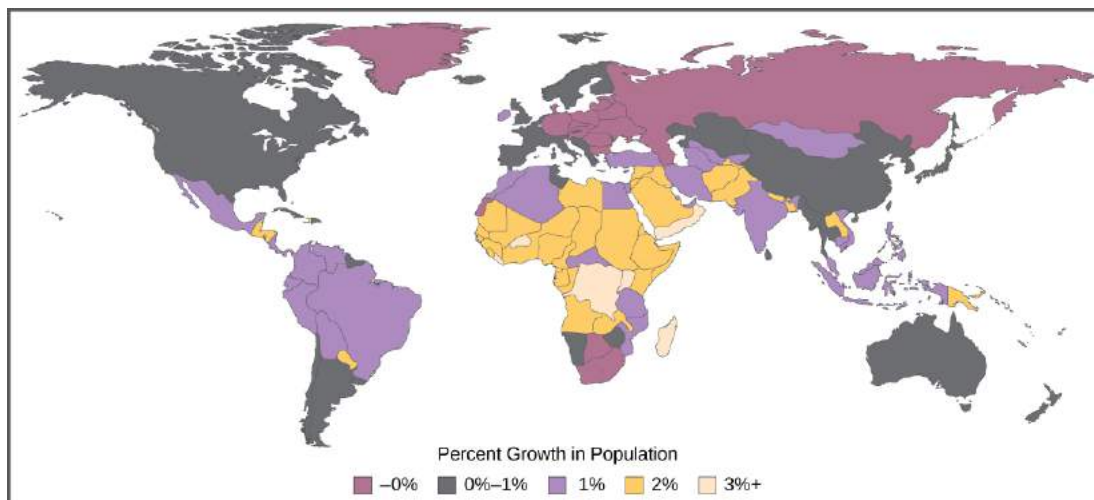 Percent Growth in Population
–0% 0%–1% 1% 2% 3%+